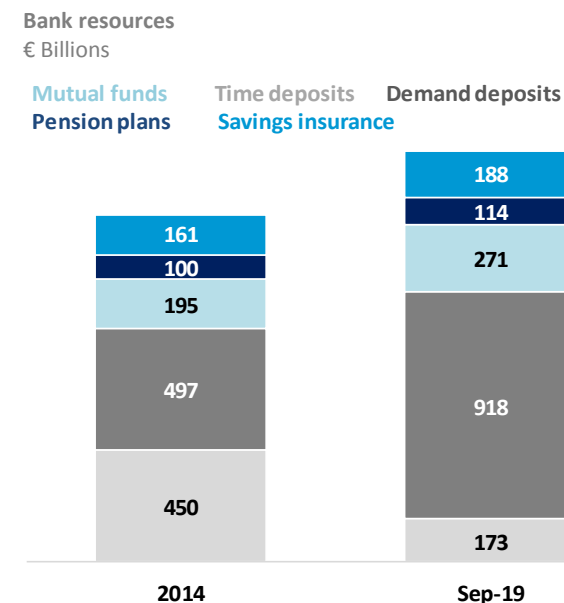 Bank resources
€ Billions
Mutual funds Time deposits Demand deposits
Pension plans Savings insurance
188
114
271
918
173
161
100
195
497
450
2014 Sep-19